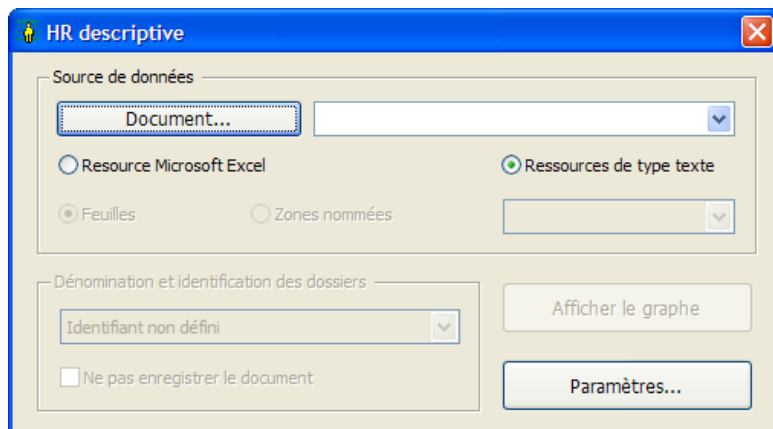 HR descriptive
Source de données
Document...
Resource Microsoft Excel
Ressources de type texte
Feuilles
Zones nommées
Dénomination et identification des dossiers
Identifiant non défini
Afficher le graphe
Ne pas enregistrer le document
Paramètres...